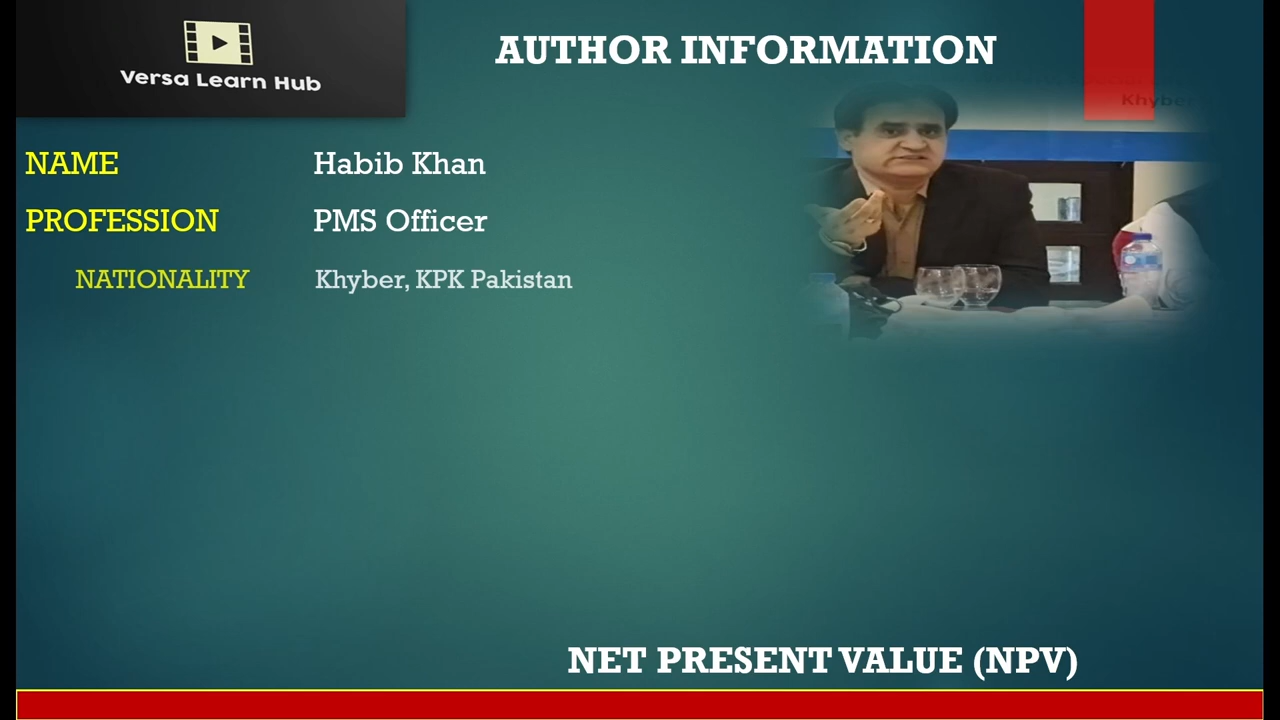 Versa Learn Hub
AUTHOR INFORMATION
Khyber
NAME Habib Khan
PROFESSION PMS Officer
NATIONALITY Khyber, KPK Pakistan
NET PRESENT VALUE (NPV)